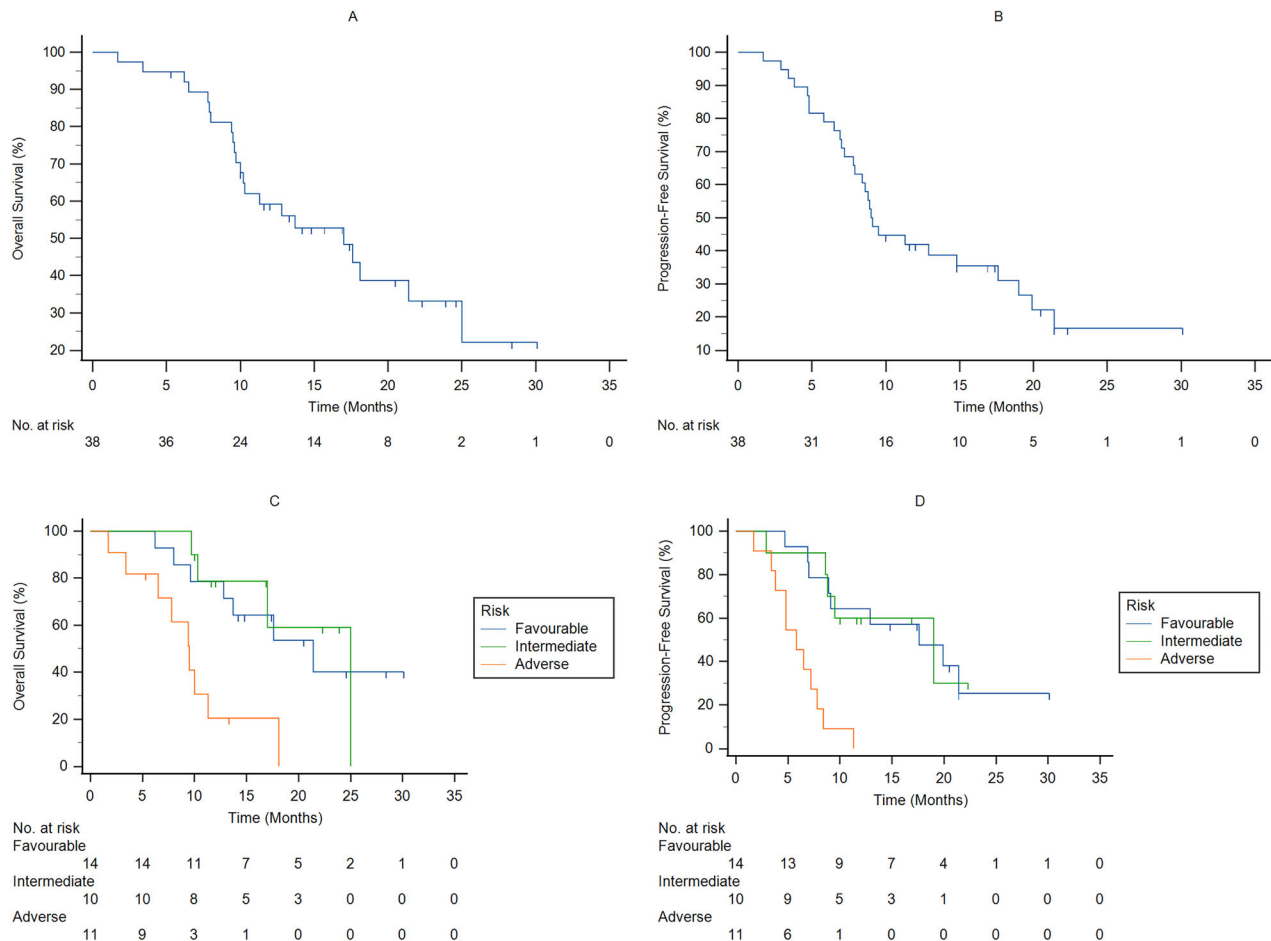 A
Overall Survival (%)
100
90
80
70
60
50
40
30
20
0 5 10 15 20 25 30 35
Time (Months)
No. at risk
38 36 24 14 8 2 1 0
B
Progression-Free Survival (%)
100
90
80
70
60
50
40
30
20
10
0 5 10 15 20 25 30 35
Time (Months)
No. at risk
38 31 16 10 5 1 1 0
C
Overall Survival (%)
100
80
60
40
20
0
0 5 10 15 20 25 30 35
Time (Months)
Risk
Favourable
Intermediate
Adverse
No. at risk
Favourable
14 14 11 7 5 2 1 0
Intermediate
10 10 8 5 3 0 0 0
Adverse
11 9 3 1 0 0 0 0
D
Progression-Free Survival (%)
100
80
60
40
20
0
0 5 10 15 20 25 30 35
Time (Months)
Risk
Favourable
Intermediate
Adverse
No. at risk
Favourable
14 13 9 7 4 1 1 0
Intermediate
10 9 5 3 1 0 0 0
Adverse
11 6 1 0 0 0 0 0